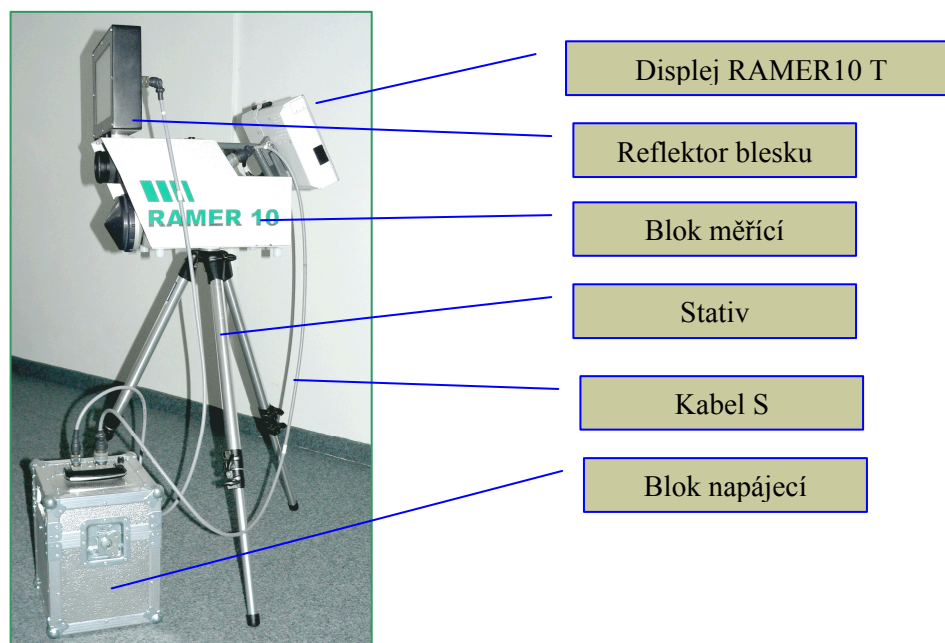 Displej RAMER10 T
Reflektor blesku
RAMER 10
Blok měřící
Stativ
Kabel S
Blok napájecí